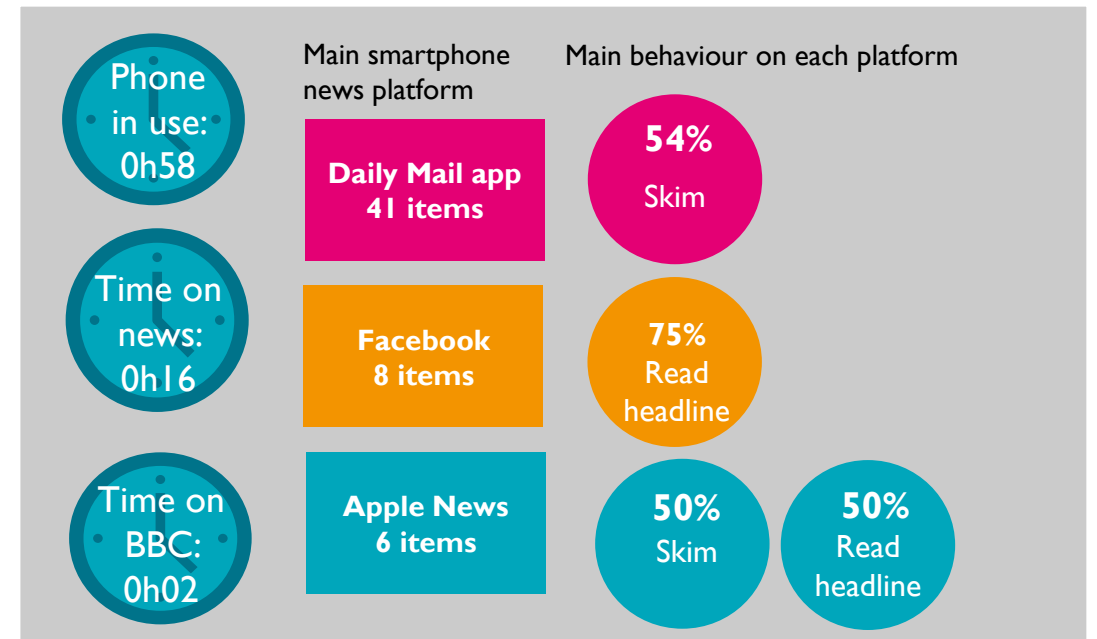 Phone
in use:
0h58
Time on
news:
0h16
Time on
BBC:
0h02
Main smartphone
news platform
Daily Mail app
41 items
Facebook
8 items
Apple News
6 items
Main behaviour on each platform
54%
Skim
75%
Read
headline
50%
Skim
50%
Read
headline